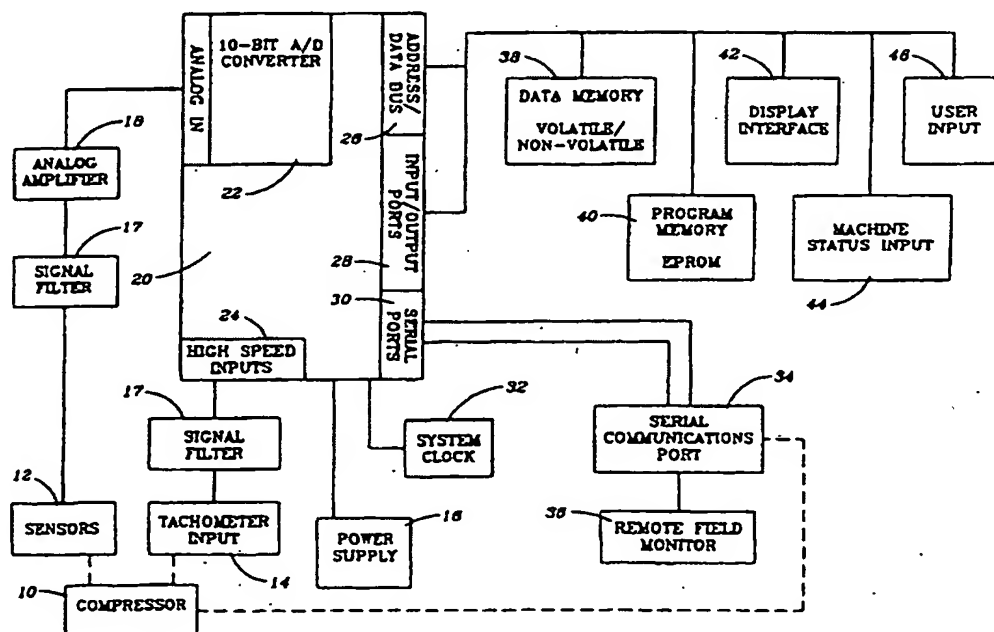 ANALOG IN
10-BIT A/D
CONVERTER
22
ADDRESS/
DATA BUS
26
INPUT/OUTPUT
PORTS
28
30
SERIAL
PORTS
20
24
HIGH SPEED
INPUTS
18
ANALOG
AMPLIFIER
17
SIGNAL
FILTER
12
SENSORS
10
COMPRESSOR
17
SIGNAL
FILTER
TACHOMETER
INPUT
14
32
SYSTEM
CLOCK
POWER
SUPPLY
16
38
DATA MEMORY
VOLATILE/
NON-VOLATILE
42
DISPLAY
INTERFACE
46
USER
INPUT
40
PROGRAM
MEMORY
EPROM
MACHINE
STATUS INPUT
44
34
SERIAL
COMMUNICATIONS
PORT
36
REMOTE FIELD
MONITOR